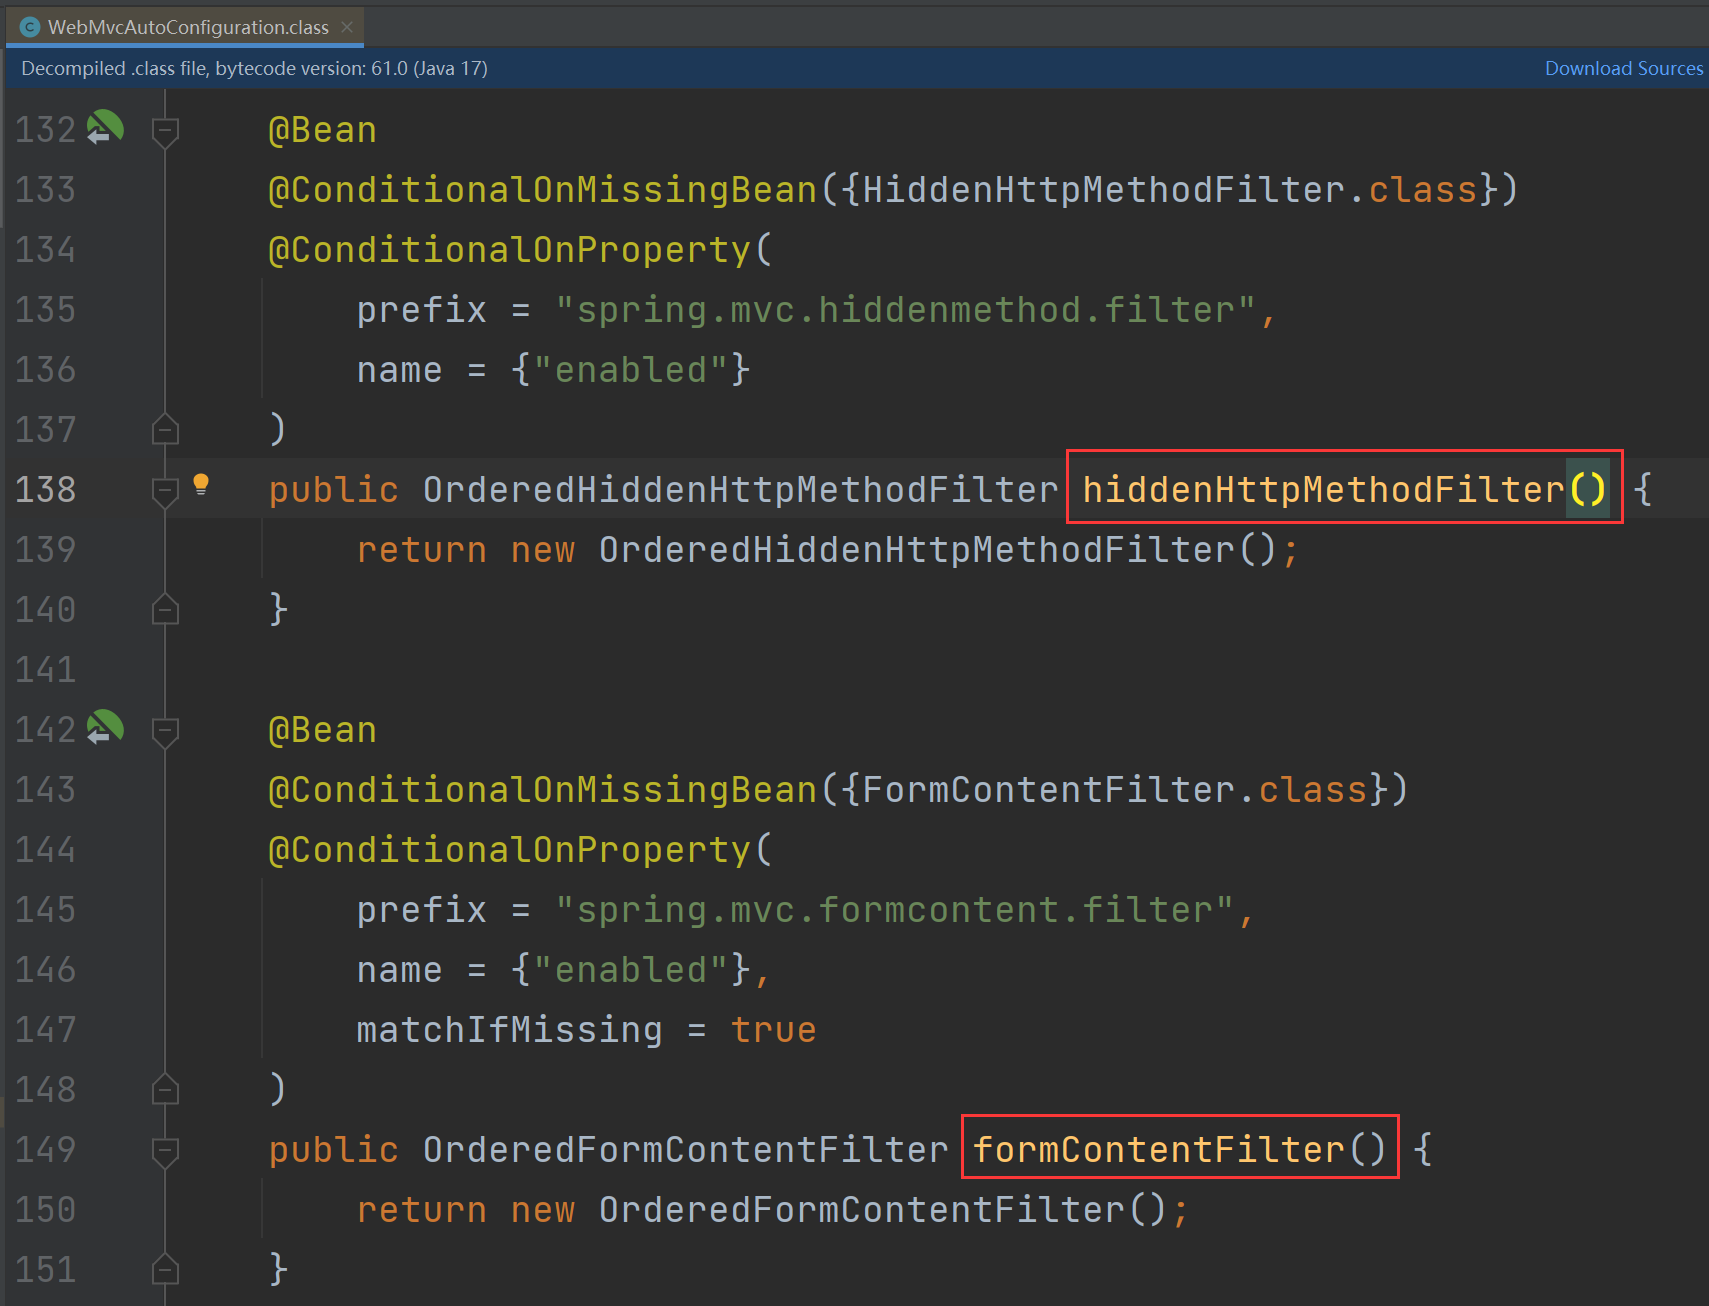 WebMvcAutoConfiguration.class
Decompiled .class file, bytecode version: 61.0 (Java 17) Download Sources
132 @Bean
133 @ConditionalOnMissingBean({HiddenHttpMethodFilter.class})
134 @ConditionalOnProperty(
135 prefix = "spring.mvc.hiddenmethod.filter",
136 name = {"enabled"}
137 )
138 public OrderedHiddenHttpMethodFilter hiddenHttpMethodFilter() {
139 return new OrderedHiddenHttpMethodFilter();
140 }
141
142 @Bean
143 @ConditionalOnMissingBean({FormContentFilter.class})
144 @ConditionalOnProperty(
145 prefix = "spring.mvc.formcontent.filter",
146 name = {"enabled"},
147 matchIfMissing = true
148 )
149 public OrderedFormContentFilter formContentFilter() {
150 return new OrderedFormContentFilter();
151 }